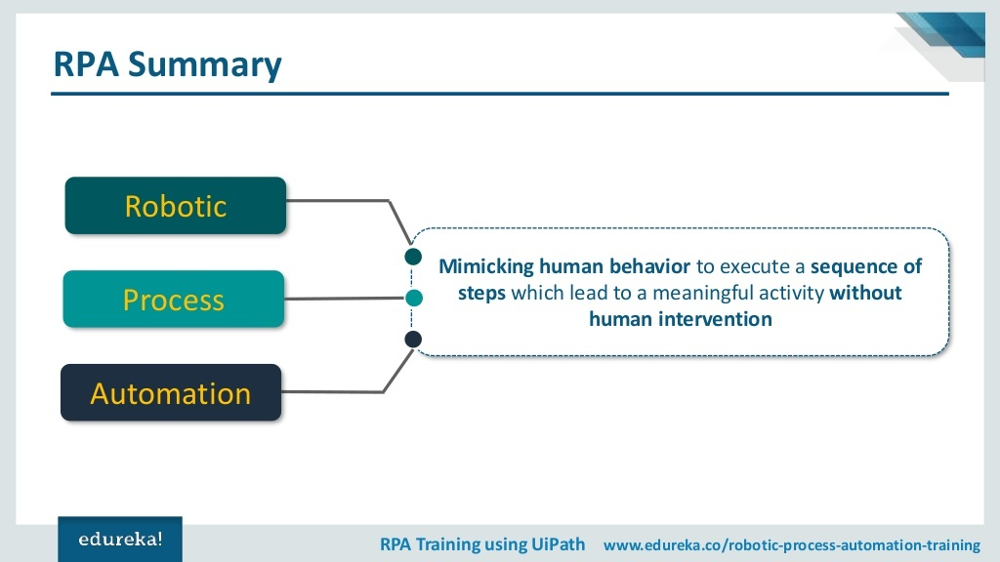 RPA Summary
Robotic
Process
Automation
Mimicking human behavior to execute a sequence of
steps which lead to a meaningful activity without
human intervention
edureka!
RPA Training using UiPath www.edureka.co/robotic-process-automation-training